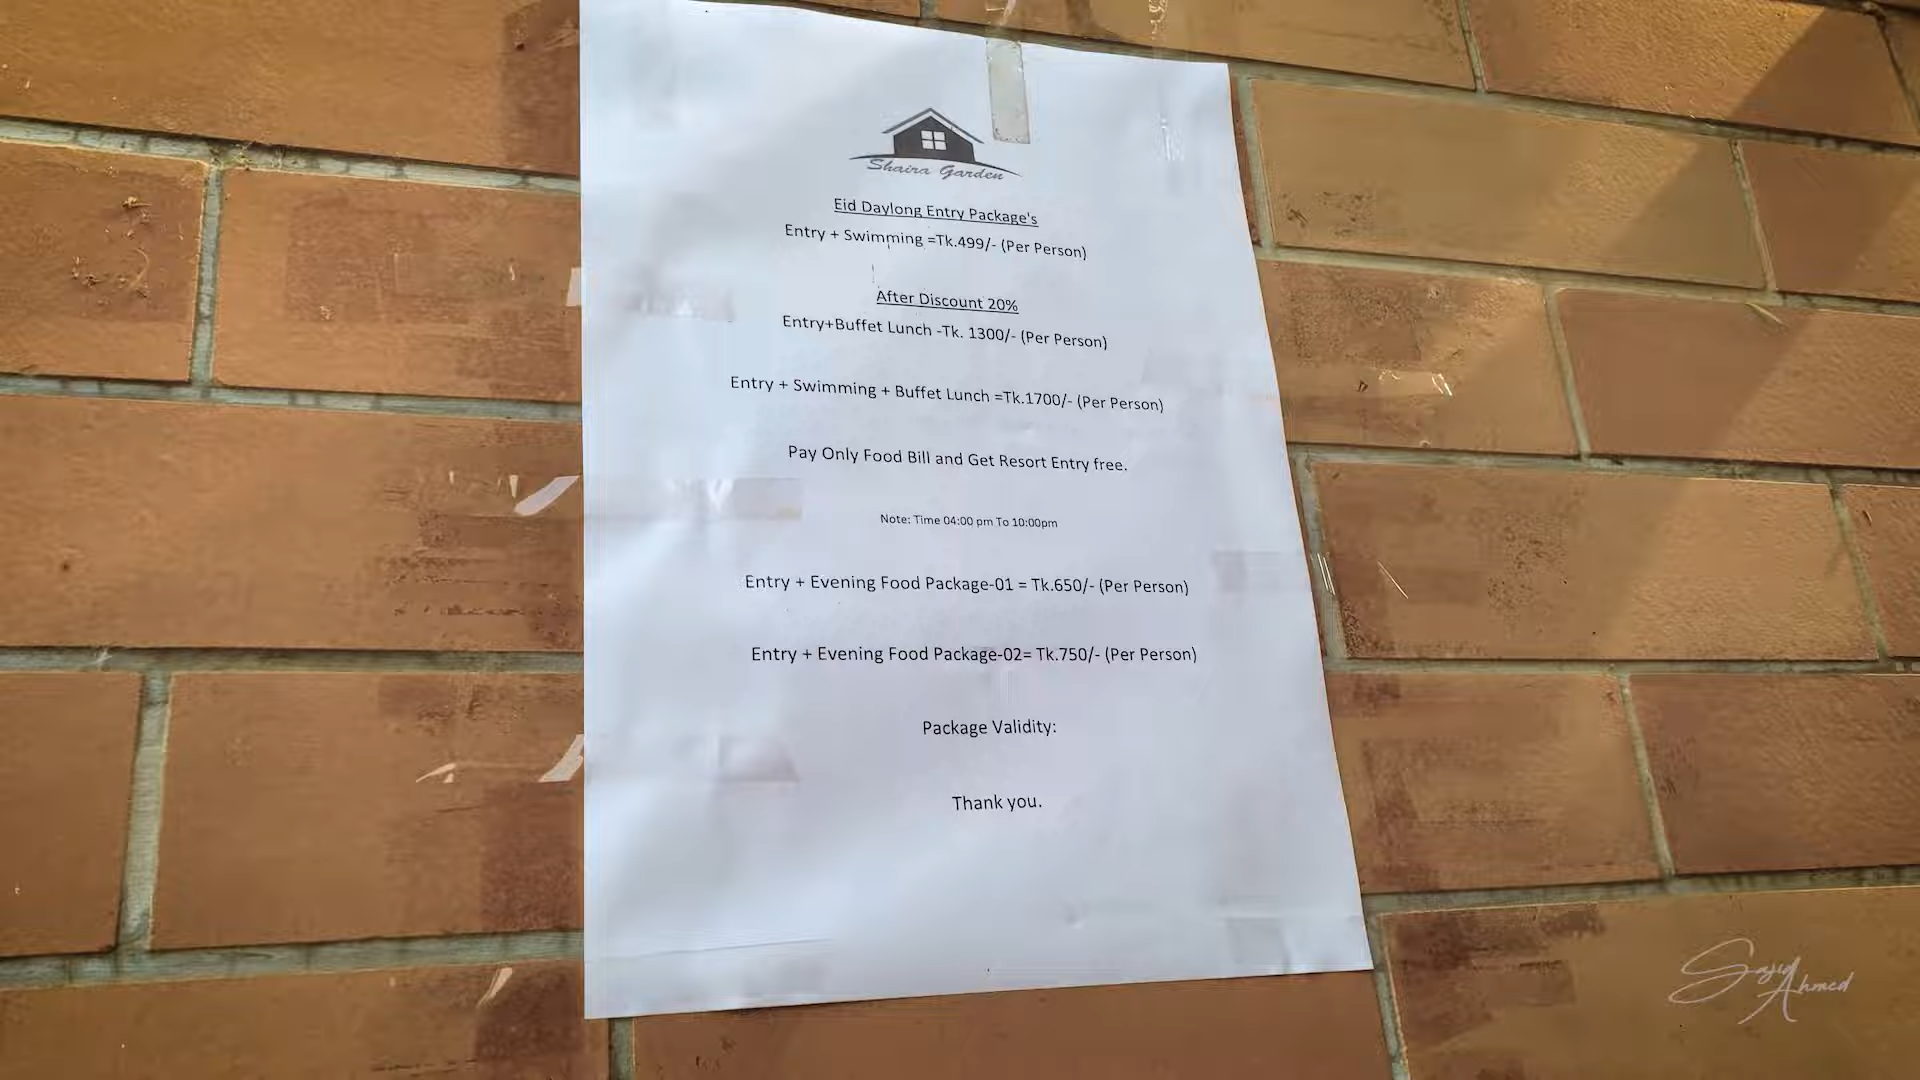 Shaira Garden
Eid Daylong Entry Package's
Entry + Swimming =Tk.499/- (Per Person)
After Discount 20%
Entry+Buffet Lunch -Tk. 1300/- (Per Person)
Entry + Swimming + Buffet Lunch =Tk.1700/- (Per Person)
Pay Only Food Bill and Get Resort Entry free.
Note: Time 04:00 pm To 10:00pm
Entry + Evening Food Package-01 = Tk.650/- (Per Person)
Entry + Evening Food Package-02= Tk.750/- (Per Person)
Package Validity:
Thank you.
Sajid
Ahmed